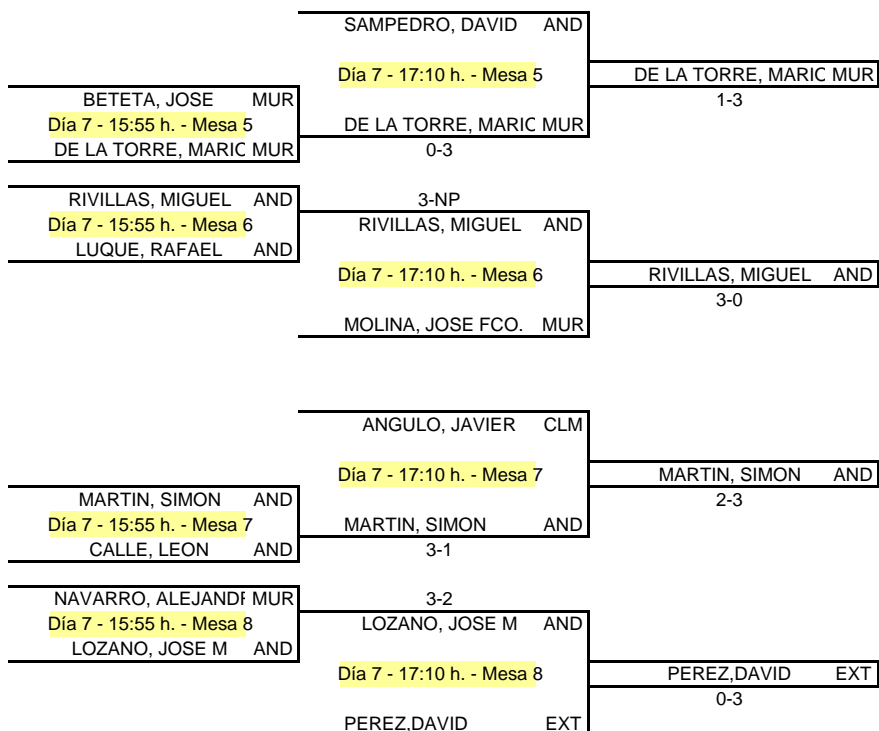 SAMPEDRO, DAVID AND
Día 7 - 17:10 h. - Mesa 5
DE LA TORRE, MARIC MUR
BETETA, JOSE MUR
1-3
Día 7 - 15:55 h. - Mesa 5
DE LA TORRE, MARIC MUR
DE LA TORRE, MARIC MUR
0-3
RIVILLAS, MIGUEL AND
3-NP
Día 7 - 15:55 h. - Mesa 6
RIVILLAS, MIGUEL AND
LUQUE, RAFAEL AND
Día 7 - 17:10 h. - Mesa 6
RIVILLAS, MIGUEL AND
3-0
MOLINA, JOSE FCO. MUR
ANGULO, JAVIER CLM
Día 7 - 17:10 h. - Mesa 7
MARTIN, SIMON AND
MARTIN, SIMON AND
2-3
Día 7 - 15:55 h. - Mesa 7
MARTIN, SIMON AND
CALLE, LEON AND
3-1
NAVARRO, ALEJANDR MUR
3-2
Día 7 - 15:55 h. - Mesa 8
LOZANO, JOSE M AND
LOZANO, JOSE M AND
Día 7 - 17:10 h. - Mesa 8
PEREZ,DAVID EXT
0-3
PEREZ,DAVID EXT